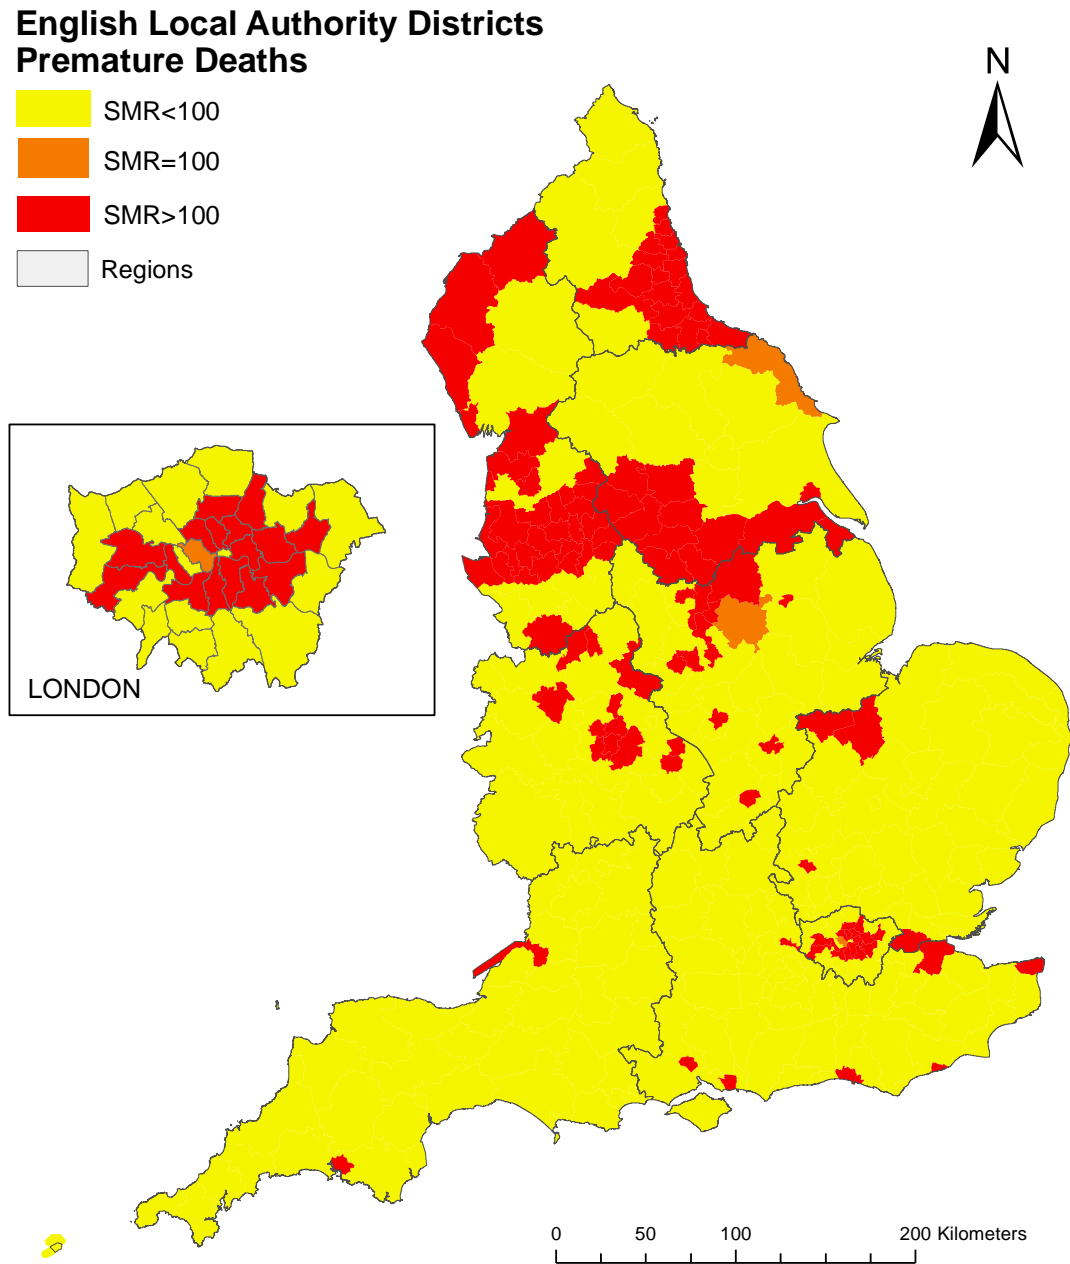 English Local Authority Districts
Premature Deaths
N
SMR<100
SMR=100
SMR>100
Regions
LONDON
0 50 100 200 Kilometers